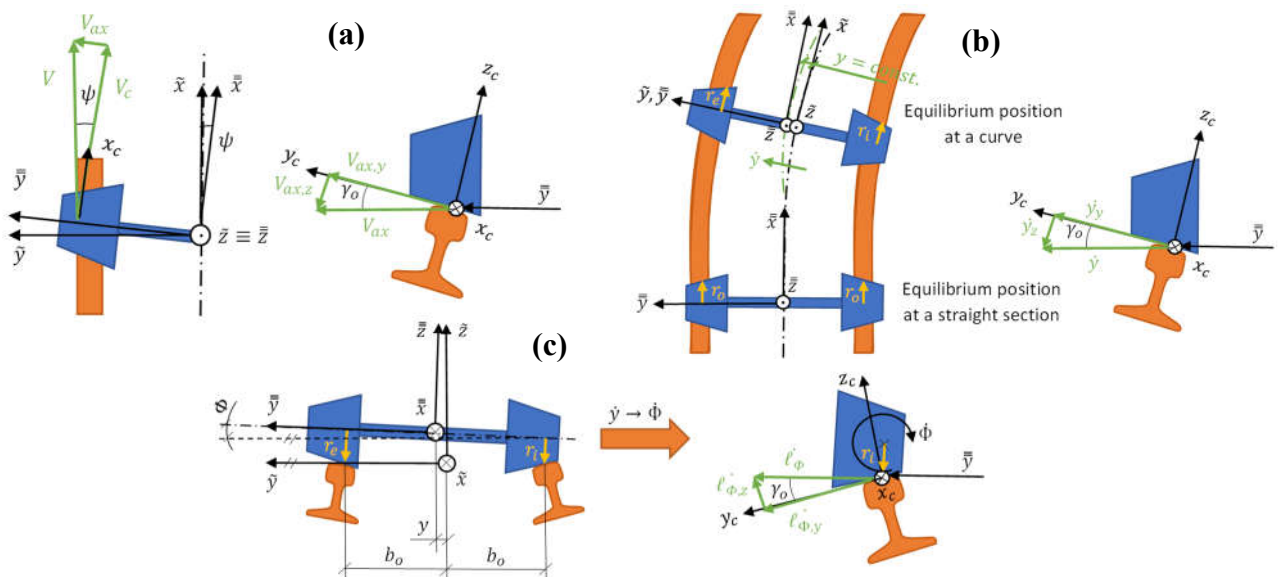 (a)
V_ax
V
ψ
V_c
x_c
x̃
x̿
ψ
y̿
ỹ
z̃ ≡ z̿
z_c
y_c
V_ax,y
V_ax,z
γ_o
V_ax
y̿
x_c
(b)
x̿
x̃
y = const.
r_e
ỹ, y̿
z̃
z̿
r_i
ẏ
Equilibrium position
at a curve
x̿
r_o
r_o
z̿
y̿
Equilibrium position
at a straight section
z_c
y_c
ẏ_y
ẏ_z
γ_o
ẏ
y̿
x_c
(c)
z̿
z̃
Φ
y̿
x̿
r_e
r_i
ỹ
x̃
y
b_o
b_o
ẏ → Φ̇
z_c
Φ̇
r_i
y̿
ℓ̇_Φ
ℓ̇_Φ,z
γ_o
x_c
y_c
ℓ̇_Φ,y